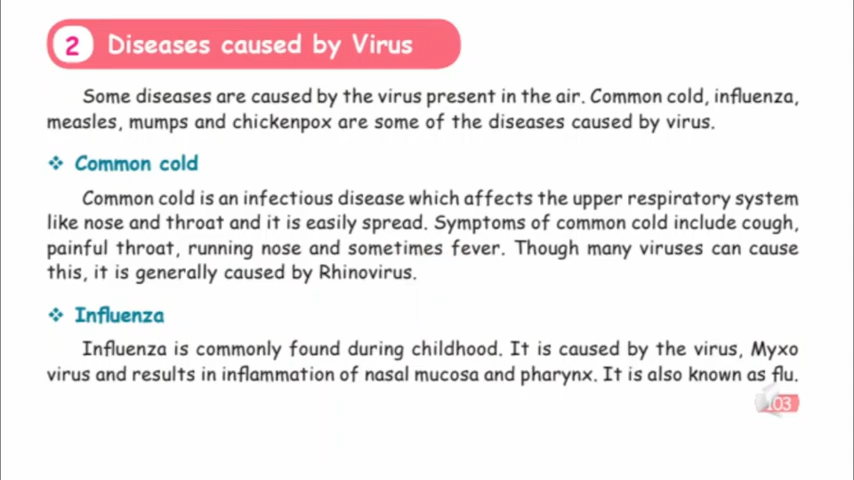 2 Diseases caused by Virus
Some diseases are caused by the virus present in the air. Common cold, influenza,
measles, mumps and chickenpox are some of the diseases caused by virus.
❖ Common cold
Common cold is an infectious disease which affects the upper respiratory system
like nose and throat and it is easily spread. Symptoms of common cold include cough,
painful throat, running nose and sometimes fever. Though many viruses can cause
this, it is generally caused by Rhinovirus.
❖ Influenza
Influenza is commonly found during childhood. It is caused by the virus, Myxo
virus and results in inflammation of nasal mucosa and pharynx. It is also known as flu.
103